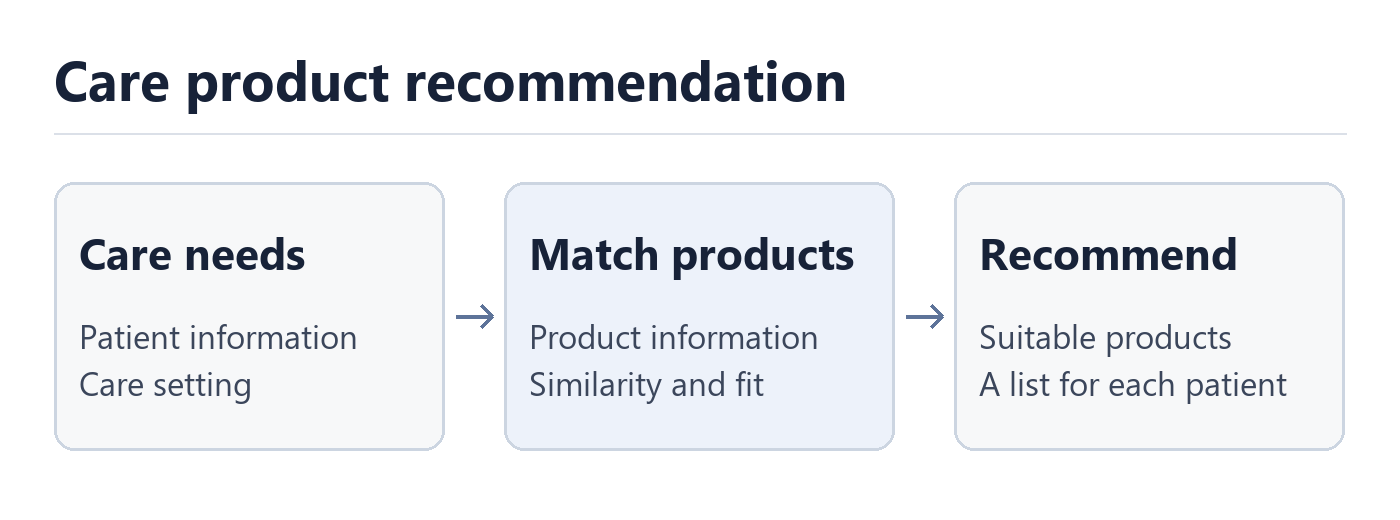 Care product recommendation
Care needs
Patient information
Care setting
Match products
Product information
Similarity and fit
Recommend
Suitable products
A list for each patient